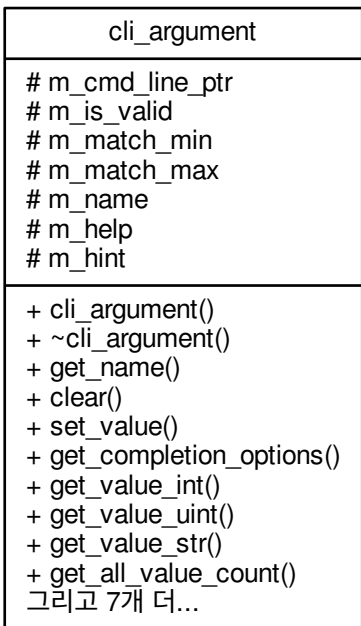 cli_argument
# m_cmd_line_ptr
# m_is_valid
# m_match_min
# m_match_max
# m_name
# m_help
# m_hint
+ cli_argument()
+ ~cli_argument()
+ get_name()
+ clear()
+ set_value()
+ get_completion_options()
+ get_value_int()
+ get_value_uint()
+ get_value_str()
+ get_all_value_count()
그리고 7개 더...